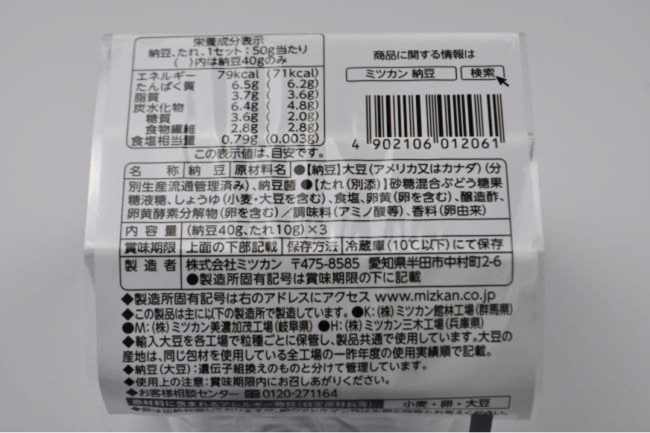 栄養成分表示
納豆、たれ、1セット:50g当たり
( )内は納豆40gのみ
エネルギー 79kcal (71kcal)
たんぱく質 6.5g( 6.2g)
脂質 3.7g( 3.6g)
炭水化物 6.4g( 4.8g)
糖質 3.6g( 2.0g)
食物繊維 2.8g( 2.8g)
食塩相当量 0.79g (0.003g)
この表示値は、目安です。
商品に関する情報は
ミツカン 納豆 検索
4 902106 012061
名称 納豆 原材料名 ●【納豆】大豆(アメリカ又はカナダ)(分
別生産流通管理済み)、納豆菌 ◑【たれ(別添)】砂糖混合ぶどう糖果
糖液糖、しょうゆ(小麦・大豆を含む)、食塩、卵黄(卵を含む)、醸造酢、
卵黄酵素分解物(卵を含む)/調味料(アミノ酸等)、香料(卵由来)
内容量 (納豆40g、たれ10g)×3
賞味期限 上面の下部記載 保存方法 冷蔵庫(10℃以下)にて保存
製造者 株式会社ミツカン 〒475-8585 愛知県半田市中村町2-6
●製造所固有記号は賞味期限の下に記載
◆製造所固有記号は右のアドレスにアクセス www.mizkan.co.jp
◆この製品は主に以下の製造所で製造しています。●K:(株)ミツカン館林工場(群馬県)
●M:(株)ミツカン美濃加茂工場(岐阜県) ●H:(株)ミツカン三木工場(兵庫県)
◆輸入大豆を各工場で粒種ごとに保管し、製品共通で使用しています。大豆の
産地は、同じ包材を使用している全工場の一昨年度の使用実績順で記載。
◆納豆(大豆):遺伝子組換えのものと分けて管理しています。
◆使用上の注意:賞味期限内にお召しあがりください。
◆お客様相談センター 0120-271164
原材料に含まれるアレルギー物質(特定原材料等) 小麦・卵・大豆